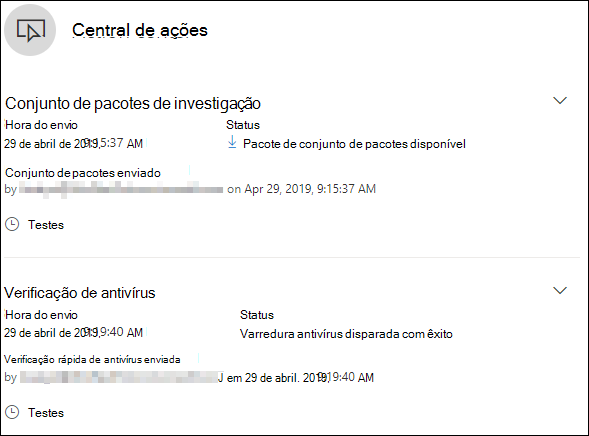 Central de ações
Conjunto de pacotes de investigação
Hora do envio Status
29 de abril de 2019, 9:15:37 AM Pacote de conjunto de pacotes disponível
Conjunto de pacotes enviado
by on Apr 29, 2019, 9:15:37 AM
Testes
Verificação de antivírus
Hora do envio Status
29 de abril de 2019, 9:19:40 AM Varredura antivírus disparada com êxito
Verificação rápida de antivírus enviada
by J em 29 de abril. 2019, 9:19:40 AM
Testes